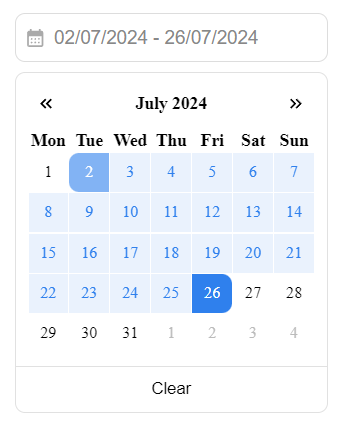 02/07/2024 - 26/07/2024
« July 2024 »
Mon Tue Wed Thu Fri Sat Sun
1 2 3 4 5 6 7
8 9 10 11 12 13 14
15 16 17 18 19 20 21
22 23 24 25 26 27 28
29 30 31 1 2 3 4
Clear